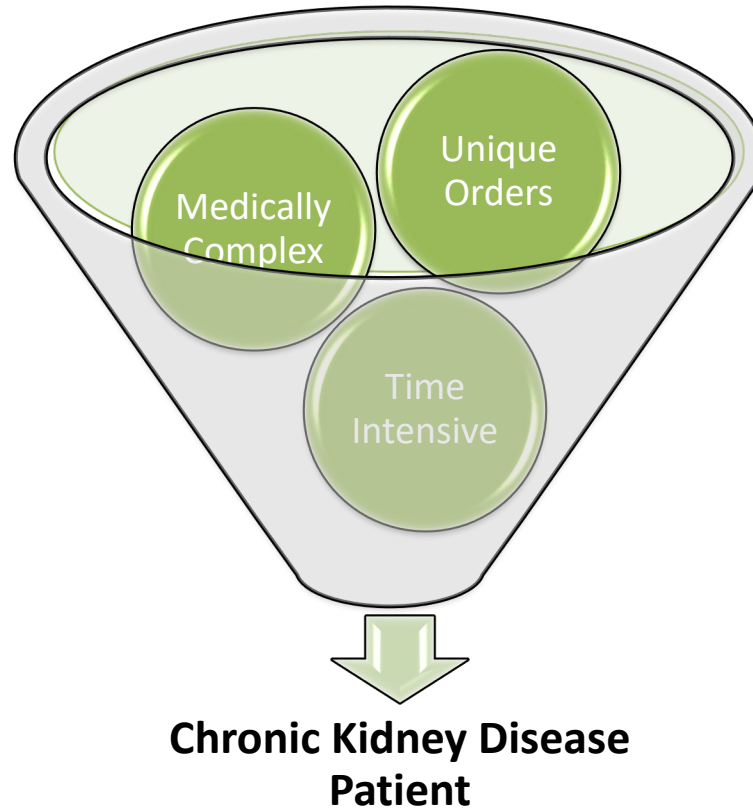 Unique
Orders
Medically
Complex
Time
Intensive
Chronic Kidney Disease
Patient